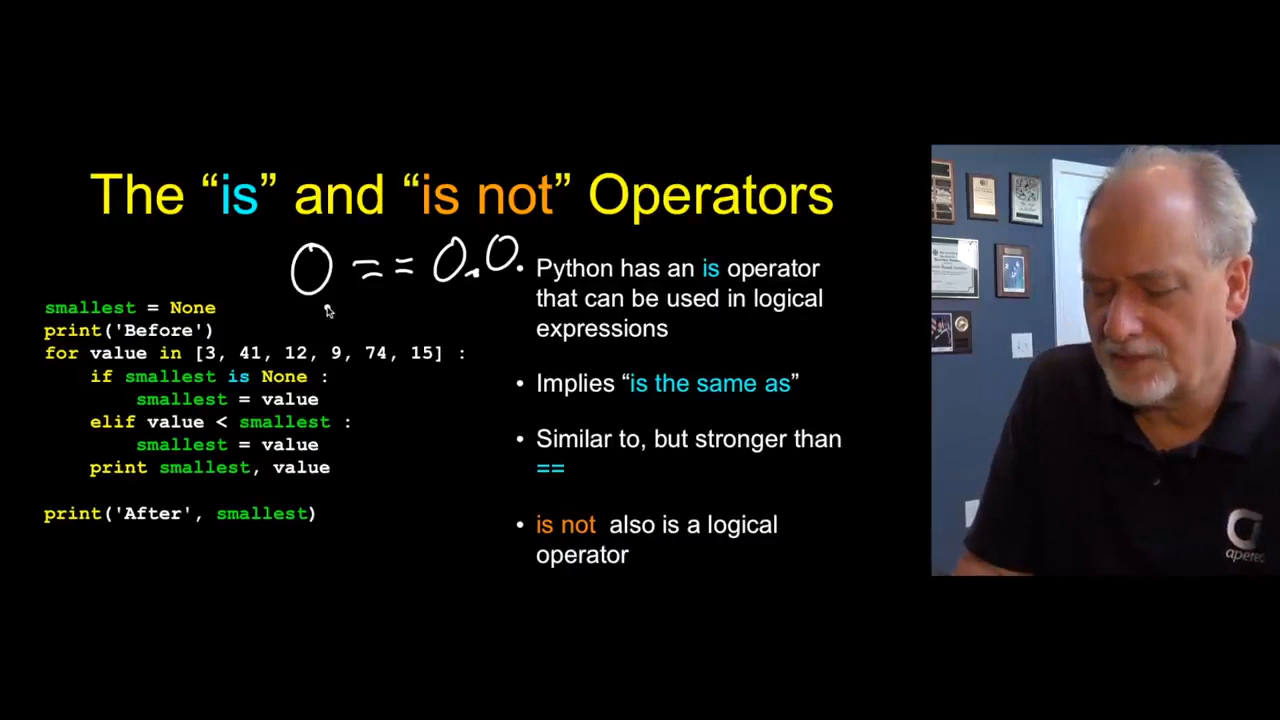 The “is” and “is not” Operators
0 == 0.0
smallest = None
print('Before')
for value in [3, 41, 12, 9, 74, 15] :
    if smallest is None :
        smallest = value
    elif value < smallest :
        smallest = value
    print smallest, value
print('After', smallest)
• Python has an is operator
that can be used in logical
expressions
• Implies “is the same as”
• Similar to, but stronger than
==
• is not also is a logical
operator
apereo